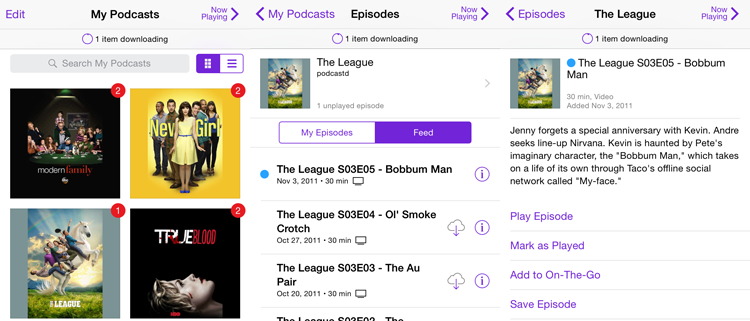 Edit
My Podcasts
Now
Playing
1 item downloading
Search My Podcasts
2
2
modern family
abc
New Girl
1
2
THE LEAGUE
TRUE BLOOD
HBO
My Podcasts
Episodes
Now
Playing
1 item downloading
The League
podcastd
1 unplayed episode
My Episodes
Feed
The League S03E05 - Bobbum Man
Nov 3, 2011 • 30 min
The League S03E04 - Ol' Smoke
Crotch
Oct 27, 2011 • 30 min
The League S03E03 - The Au
Pair
Oct 20, 2011 • 30 min
The League S03E02 - The
Episodes
The League
Now
Playing
1 item downloading
The League S03E05 - Bobbum
Man
30 min, Video
Added Nov 3, 2011
Jenny forgets a special anniversary with Kevin. Andre
seeks line-up Nirvana. Kevin is haunted by Pete's
imaginary character, the "Bobbum Man," which takes
on a life of its own through Taco's offline social
network called "My-face."
Play Episode
Mark as Played
Add to On-The-Go
Save Episode